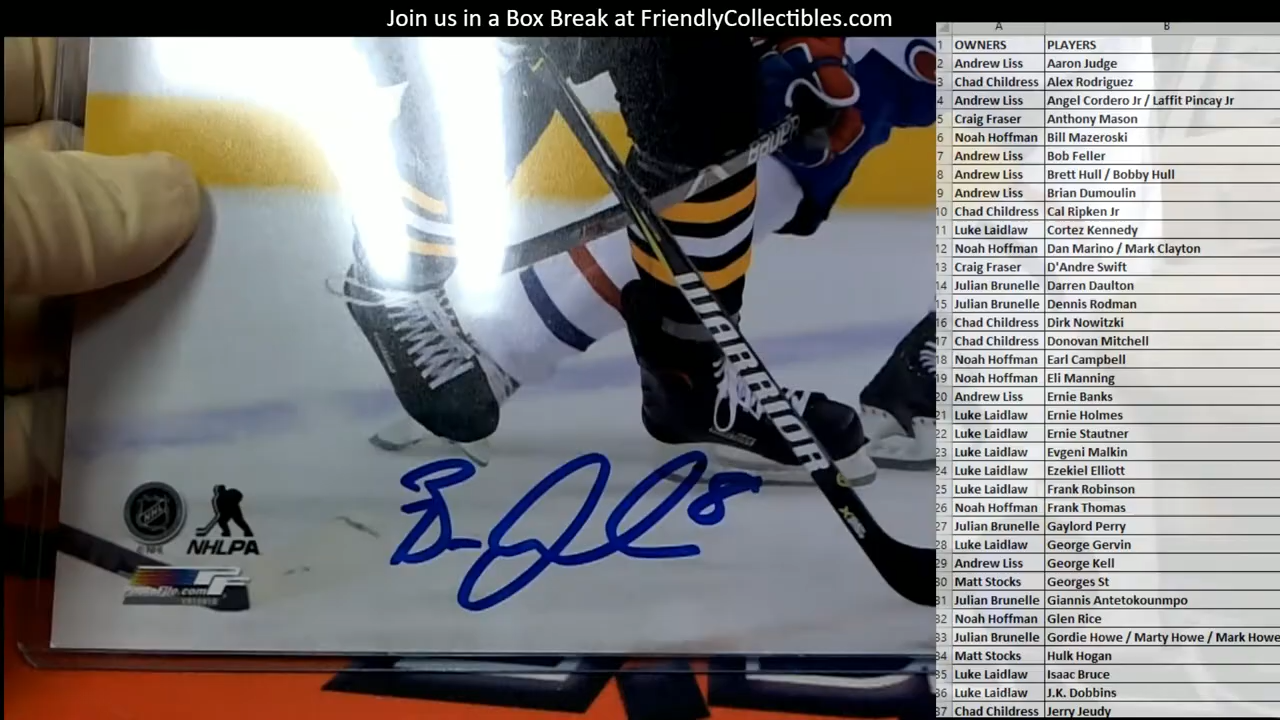 Join us in a Box Break at FriendlyCollectibles.com
A B
1 OWNERS PLAYERS
2 Andrew Liss Aaron Judge
3 Chad Childress Alex Rodriguez
4 Andrew Liss Angel Cordero Jr / Laffit Pincay Jr
5 Craig Fraser Anthony Mason
6 Noah Hoffman Bill Mazeroski
7 Andrew Liss Bob Feller
8 Andrew Liss Brett Hull / Bobby Hull
9 Andrew Liss Brian Dumoulin
10 Chad Childress Cal Ripken Jr
11 Luke Laidlaw Cortez Kennedy
12 Noah Hoffman Dan Marino / Mark Clayton
13 Craig Fraser D'Andre Swift
14 Julian Brunelle Darren Daulton
15 Julian Brunelle Dennis Rodman
16 Chad Childress Dirk Nowitzki
17 Chad Childress Donovan Mitchell
18 Noah Hoffman Earl Campbell
19 Noah Hoffman Eli Manning
20 Andrew Liss Ernie Banks
21 Luke Laidlaw Ernie Holmes
22 Luke Laidlaw Ernie Stautner
23 Luke Laidlaw Evgeni Malkin
24 Luke Laidlaw Ezekiel Elliott
25 Luke Laidlaw Frank Robinson
26 Noah Hoffman Frank Thomas
27 Julian Brunelle Gaylord Perry
28 Luke Laidlaw George Gervin
29 Andrew Liss George Kell
30 Matt Stocks Georges St
31 Julian Brunelle Giannis Antetokounmpo
32 Noah Hoffman Glen Rice
33 Julian Brunelle Gordie Howe / Marty Howe / Mark Howe
34 Matt Stocks Hulk Hogan
35 Luke Laidlaw Isaac Bruce
36 Luke Laidlaw J.K. Dobbins
37 Chad Childress Jerry Jeudy
BAUER
WARRIOR
8
NHL
NHLPA
photofile.com